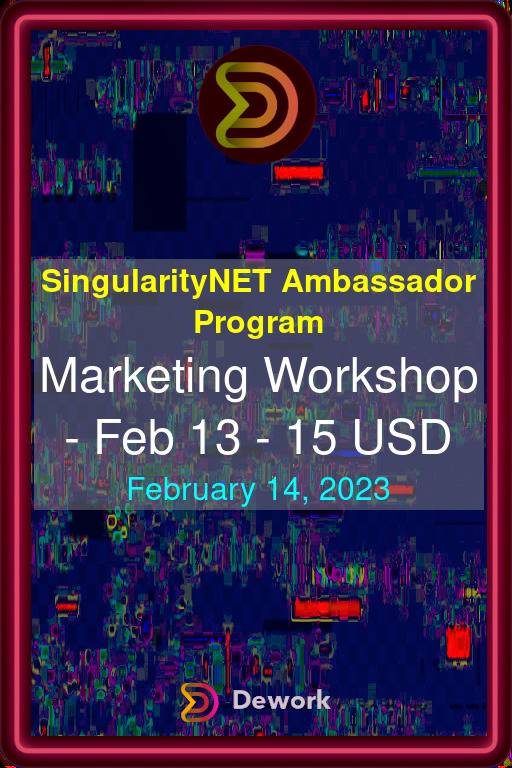 SingularityNET Ambassador
Program
Marketing Workshop
- Feb 13 - 15 USD
February 14, 2023
Dework